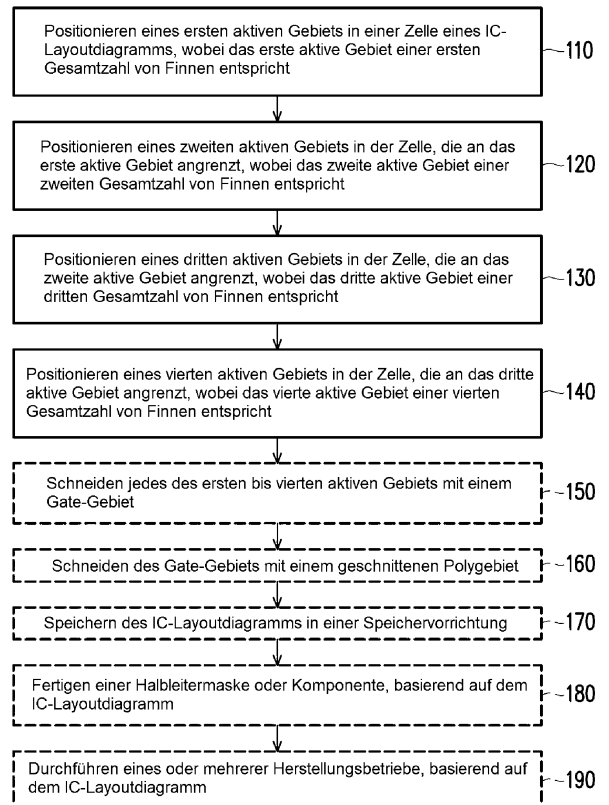 Positionieren eines ersten aktiven Gebiets in einer Zelle eines IC-
Layoutdiagramms, wobei das erste aktive Gebiet einer ersten
Gesamtzahl von Finnen entspricht
110
Positionieren eines zweiten aktiven Gebiets in der Zelle, die an das
erste aktive Gebiet angrenzt, wobei das zweite aktive Gebiet einer
zweiten Gesamtzahl von Finnen entspricht
120
Positionieren eines dritten aktiven Gebiets in der Zelle, die an das
zweite aktive Gebiet angrenzt, wobei das dritte aktive Gebiet einer
dritten Gesamtzahl von Finnen entspricht
130
Positionieren eines vierten aktiven Gebiets in der Zelle, die an das dritte
aktive Gebiet angrenzt, wobei das vierte aktive Gebiet einer vierten
Gesamtzahl von Finnen entspricht
140
Schneiden jedes des ersten bis vierten aktiven Gebiets mit einem
Gate-Gebiet
150
Schneiden des Gate-Gebiets mit einem geschnittenen Polygebiet
160
Speichern des IC-Layoutdiagramms in einer Speichervorrichtung
170
Fertigen einer Halbleitermaske oder Komponente, basierend auf dem
IC-Layoutdiagramm
180
Durchführen eines oder mehrerer Herstellungsbetriebe, basierend auf
dem IC-Layoutdiagramm
190